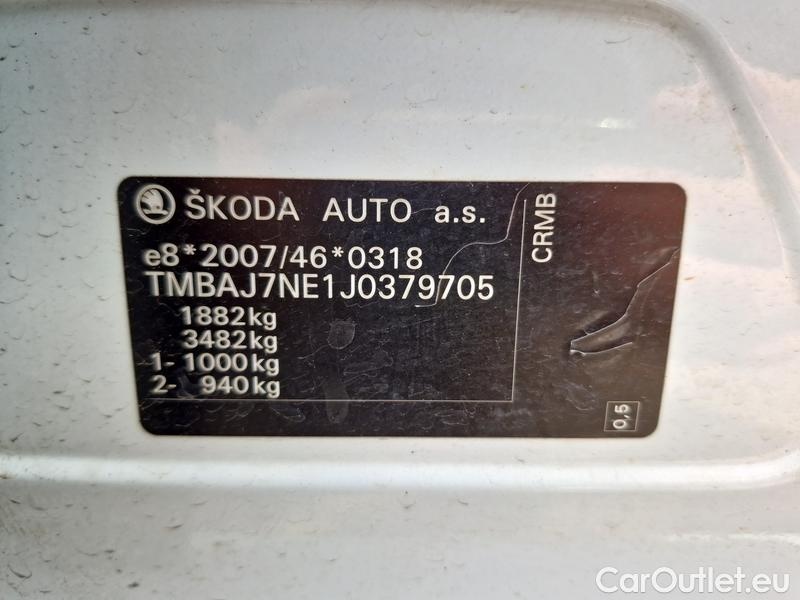 ŠKODA AUTO a.s.
e8*2007/46*0318
TMBAJ7NE1J0379705
1882kg
3482kg
1- 1000kg
2- 940kg
CRMB
0,5
CarOutlet.eu